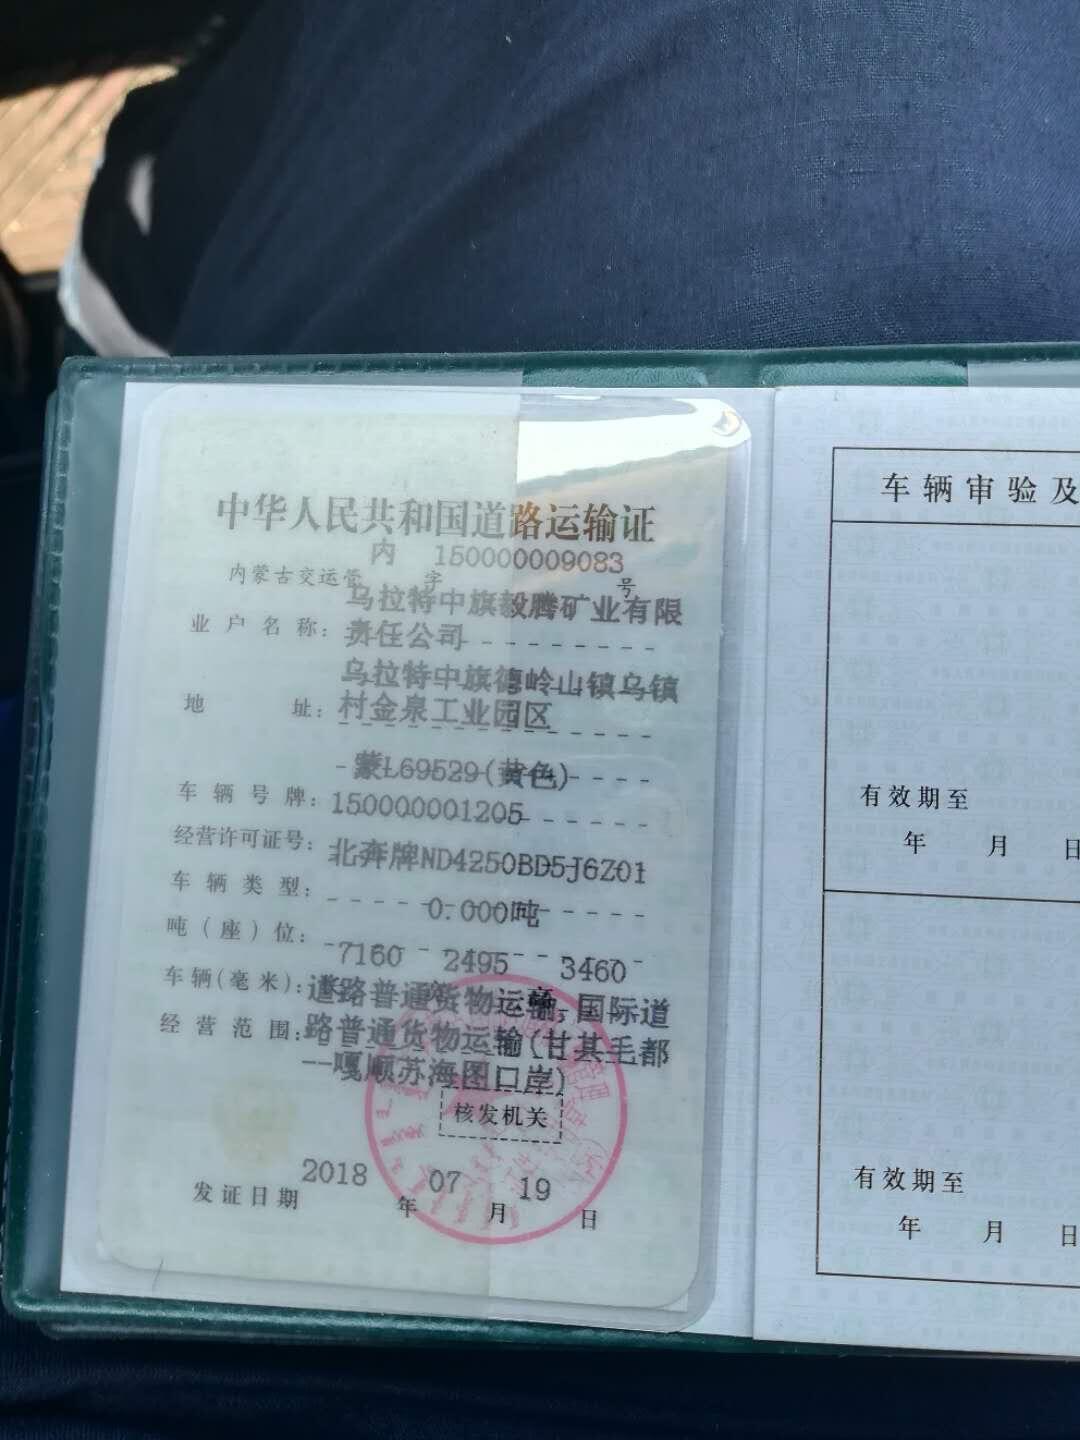 中华人民共和国道路运输证
内 150000009083
内蒙古交运管 字 号
乌拉特中旗毅腾矿业有限
业户名称: 责任公司
乌拉特中旗德岭山镇乌镇
地 址: 村金泉工业园区
蒙L69529(黄色)
车辆号牌:
150000001205
经营许可证号:
北奔牌ND4250BD5J6Z01
车辆类型:
0.000吨
吨(座)位:
7160 2495 3460
车辆(毫米): 宽 高
道路普通货物运输,国际道
经营范围: 路普通货物运输(甘其毛都
--嘎顺苏海图口岸)
核发机关
发证日期 2018 年 07 月 19 日
车辆审验及
有效期至
年 月 日
有效期至
年 月 日